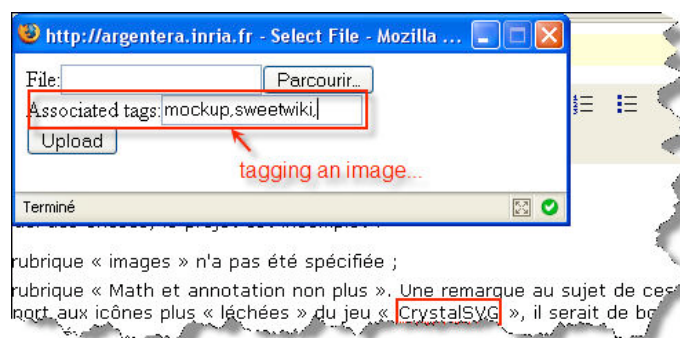 http://argentera.inria.fr - Select File - Mozilla ...
File: Parcourir...
Associated tags: mockup,sweetwiki,
Upload
tagging an image...
Terminé
rubrique « images » n'a pas été spécifiée ;
rubrique « Math et annotation non plus ». Une remarque au sujet de ces
port aux icônes plus « léchées » du jeu « CrystalSVG », il serait de bo